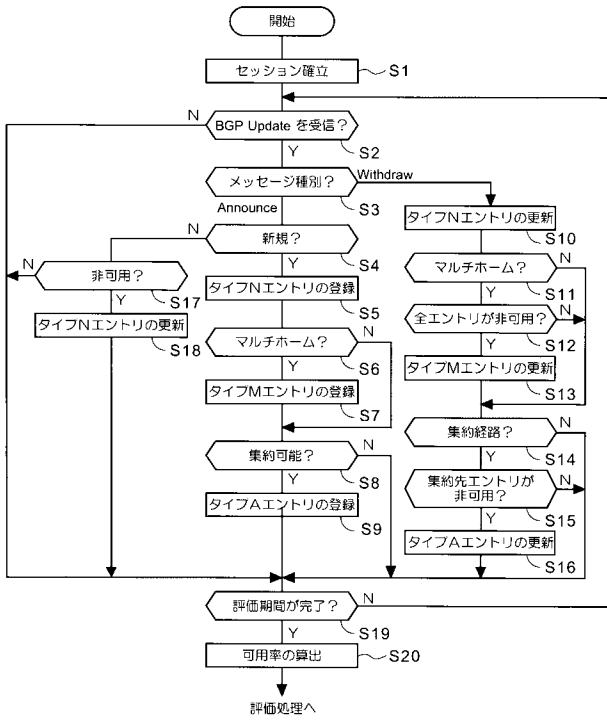 開始
セッション確立
S1
BGP Update を受信？
N
S2
Y
メッセージ種別？
Withdraw
S3
Announce
タイプNエントリの更新
S10
N
新規？
S4
Y
N
非可用？
S17
Y
タイプNエントリの更新
S18
タイプNエントリの登録
S5
マルチホーム？
N
S6
Y
タイプMエントリの登録
S7
集約可能？
N
S8
Y
タイプAエントリの登録
S9
マルチホーム？
N
S11
Y
全エントリが非可用？
N
S12
Y
タイプMエントリの更新
S13
集約経路？
N
S14
Y
集約先エントリが
非可用？
N
S15
Y
タイプAエントリの更新
S16
評価期間が完了？
N
S19
Y
可用率の算出
S20
評価処理へ